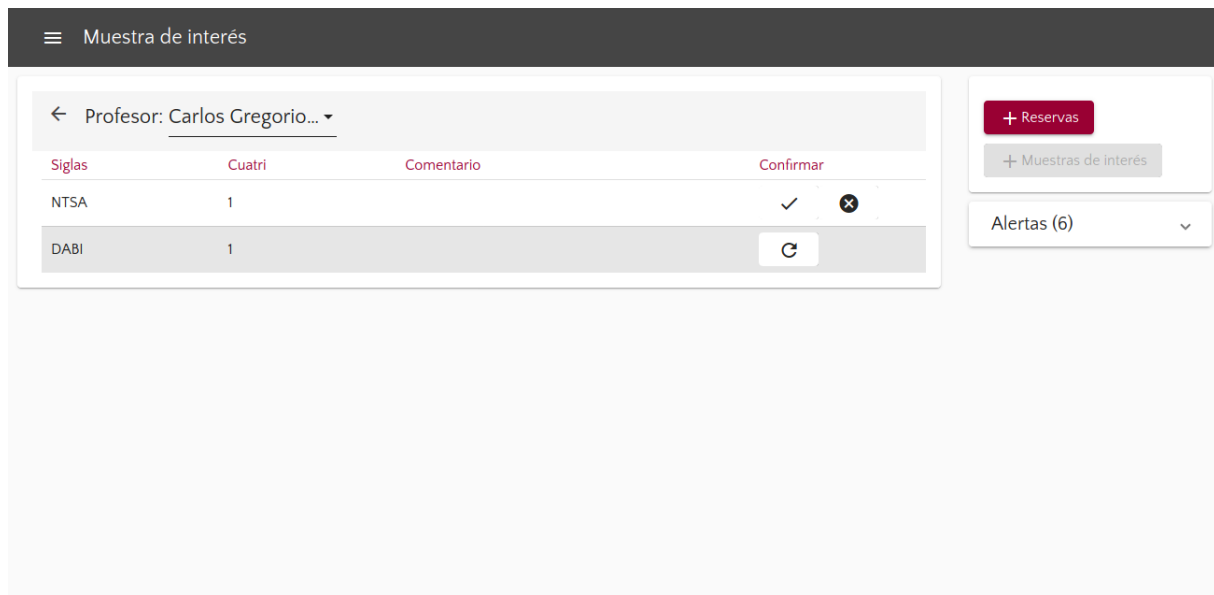 Muestra de interés
Profesor: Carlos Gregorio...
Siglas Cuatri Comentario Confirmar
NTSA 1
DABI 1
+ Reservas
+ Muestras de interés
Alertas (6)